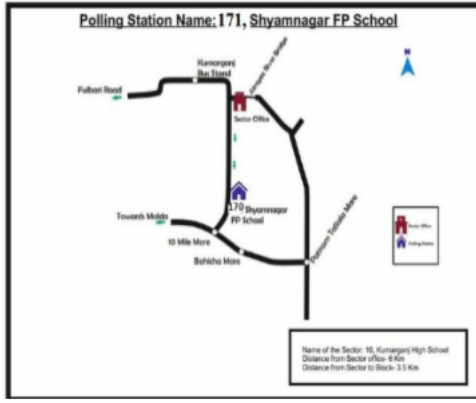 Polling Station Name: 171, Shyamnagar FP School
N
Kumarganj
Bus Stand
Fulbari Road
Sector Office
170 Shyamnagar
FP School
Towards Malda
10 Mile More
Bahicha More
Sector Office
Polling Station
Name of the Sector: 10, Kumarganj High School
Distance from Sector office- 6 Km
Distance from Sector to Block- 3.5 Km